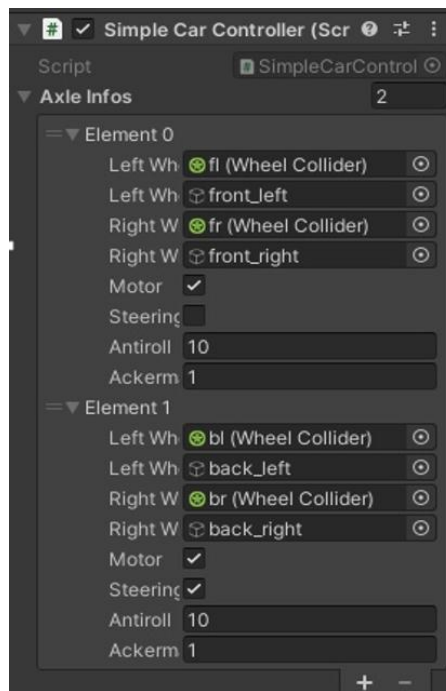 # Simple Car Controller (Scr
Script SimpleCarControl
Axle Infos 2
Element 0
Left Wh fl (Wheel Collider)
Left Wh front_left
Right W fr (Wheel Collider)
Right W front_right
Motor
Steering
Antiroll 10
Ackerm 1
Element 1
Left Wh bl (Wheel Collider)
Left Wh back_left
Right W br (Wheel Collider)
Right W back_right
Motor
Steering
Antiroll 10
Ackerm 1
+ −